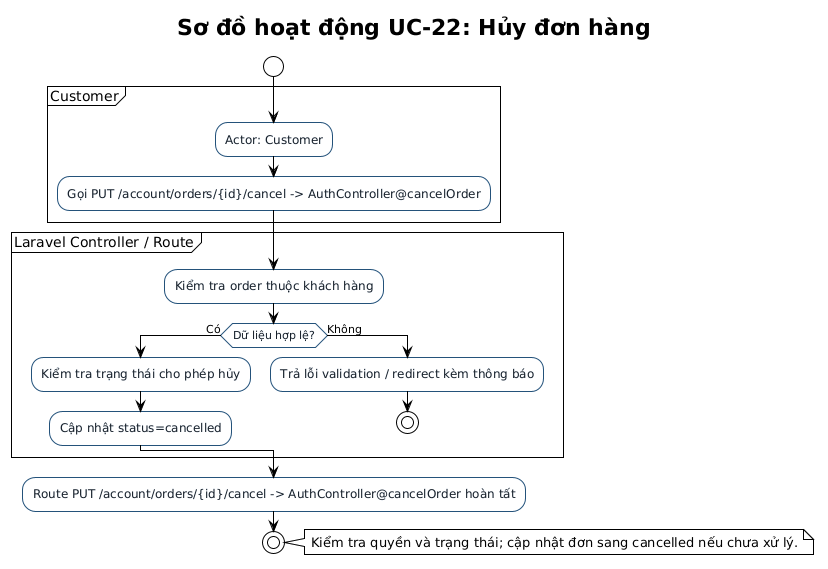 Sơ đồ hoạt động UC-22: Hủy đơn hàng
Customer
Actor: Customer
Gọi PUT /account/orders/{id}/cancel -> AuthController@cancelOrder
Laravel Controller / Route
Kiểm tra order thuộc khách hàng
Có
Dữ liệu hợp lệ?
Không
Kiểm tra trạng thái cho phép hủy
Trả lỗi validation / redirect kèm thông báo
Cập nhật status=cancelled
Route PUT /account/orders/{id}/cancel -> AuthController@cancelOrder hoàn tất
Kiểm tra quyền và trạng thái; cập nhật đơn sang cancelled nếu chưa xử lý.